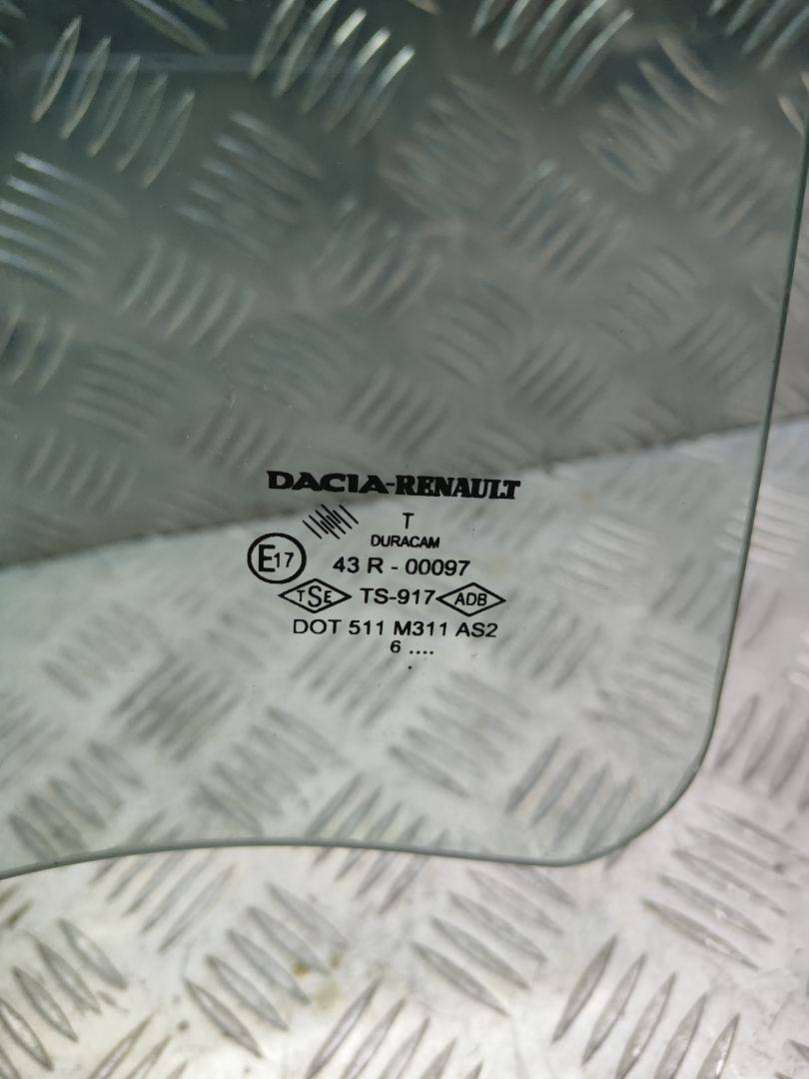 DACIA-RENAULT
T
DURACAM
E17 43 R - 00097
TSE TS-917 ADB
DOT 511 M311 AS2
6 ....
.